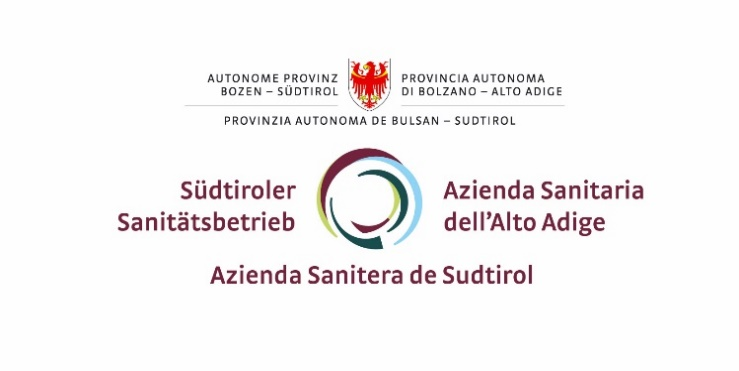 AUTONOME PROVINZ
BOZEN – SÜDTIROL
PROVINCIA AUTONOMA
DI BOLZANO – ALTO ADIGE
PROVINZIA AUTONOMA DE BULSAN – SUDTIROL
Südtiroler
Sanitätsbetrieb
Azienda Sanitaria
dell'Alto Adige
Azienda Sanitera de Sudtirol